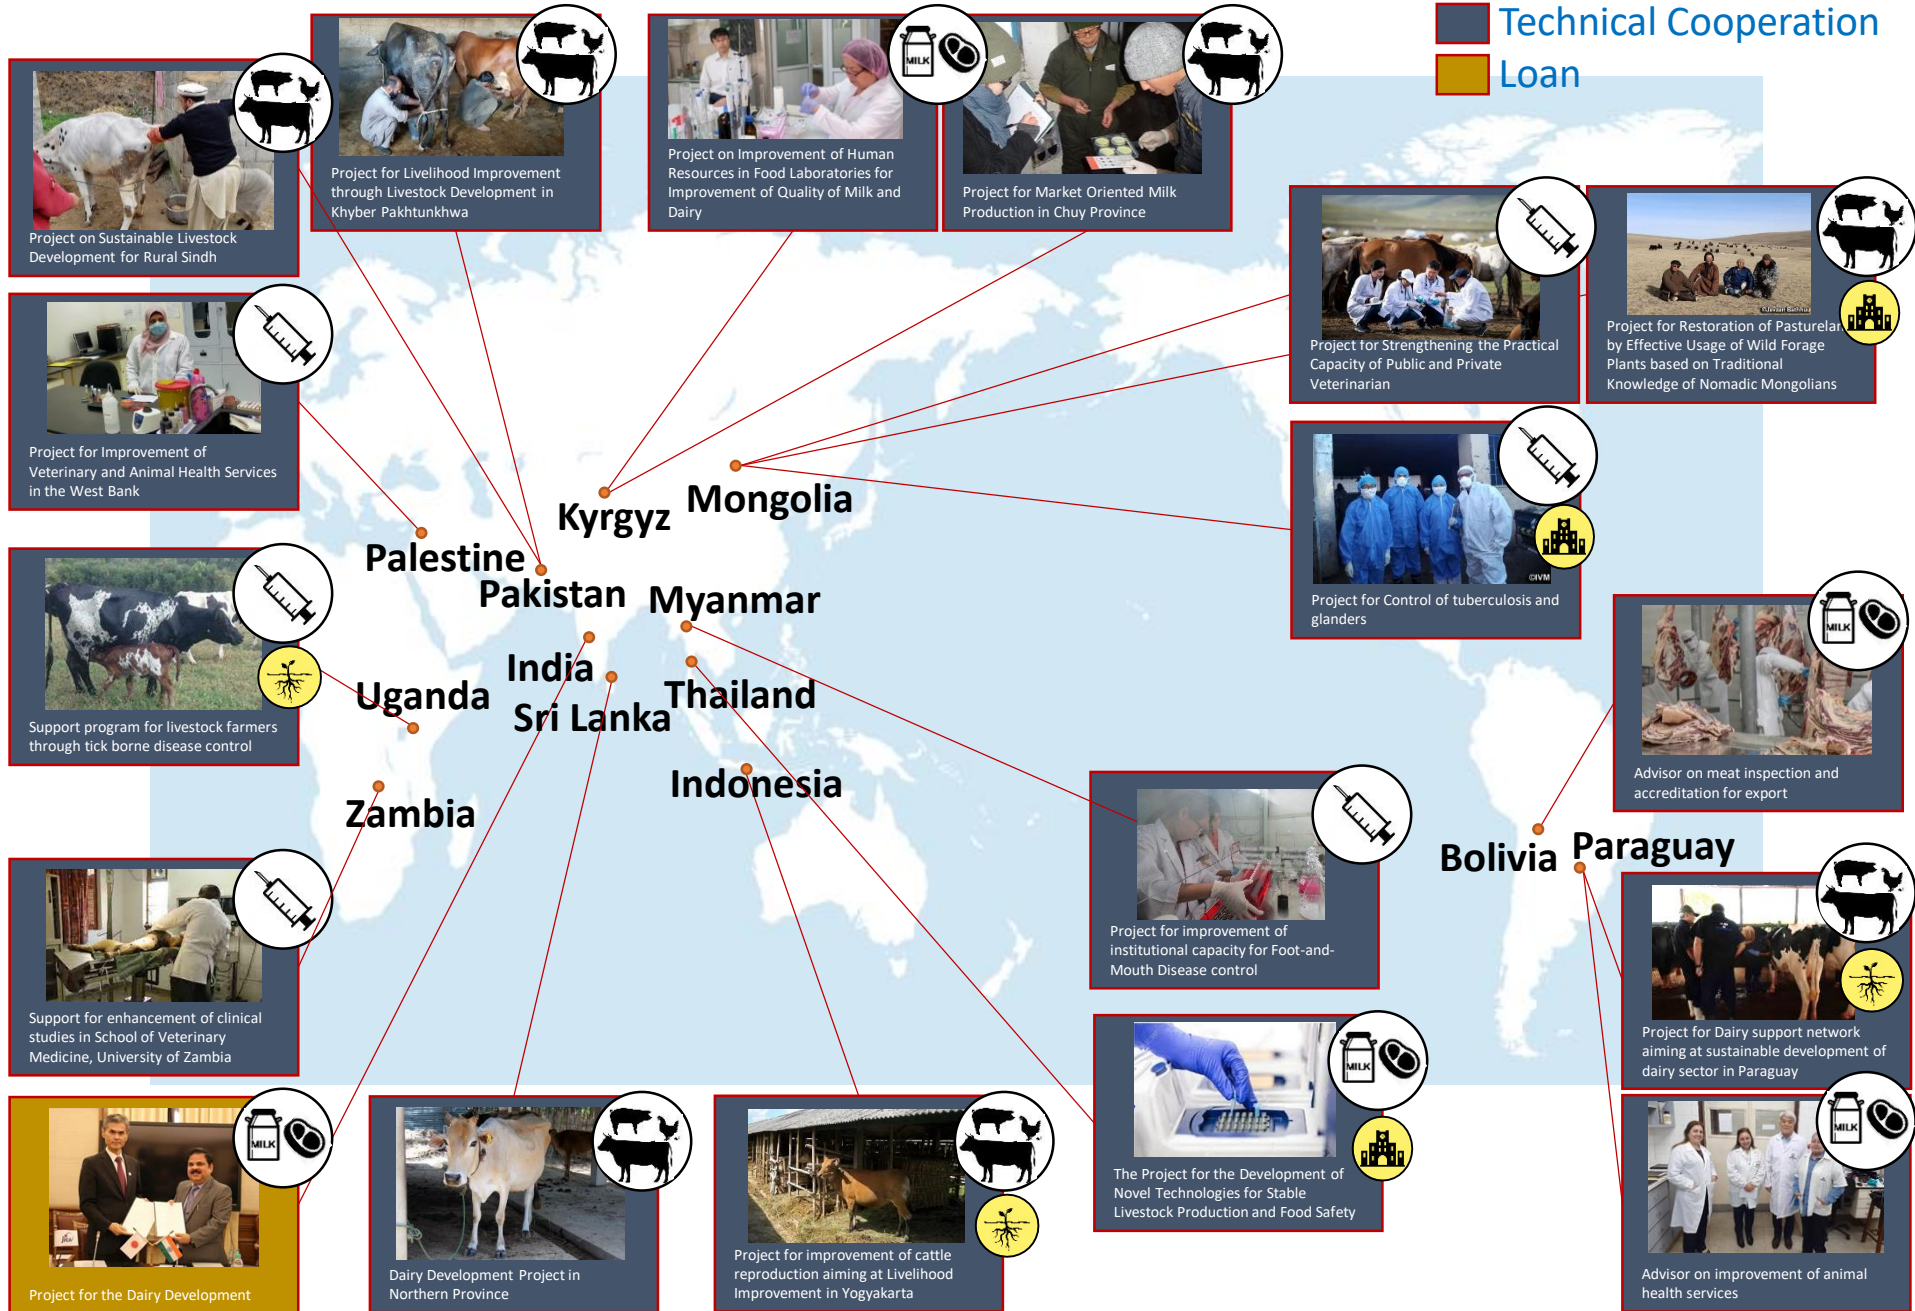 Technical Cooperation
Loan
Project on Sustainable Livestock
Development for Rural Sindh
Project for Livelihood Improvement
through Livestock Development in
Khyber Pakhtunkhwa
MILK
Project on Improvement of Human
Resources in Food Laboratories for
Improvement of Quality of Milk and
Dairy
Project for Market Oriented Milk
Production in Chuy Province
Project for Strengthening the Practical
Capacity of Public and Private
Veterinarian
Project for Restoration of Pasturelan
by Effective Usage of Wild Forage
Plants based on Traditional
Knowledge of Nomadic Mongolians
Project for Improvement of
Veterinary and Animal Health Services
in the West Bank
©IVM
Project for Control of tuberculosis and
glanders
Kyrgyz
Mongolia
Palestine
Pakistan
Myanmar
India
Sri Lanka
Thailand
Uganda
Indonesia
Zambia
Bolivia
Paraguay
Support program for livestock farmers
through tick borne disease control
MILK
Advisor on meat inspection and
accreditation for export
Project for improvement of
institutional capacity for Foot-and-
Mouth Disease control
Support for enhancement of clinical
studies in School of Veterinary
Medicine, University of Zambia
Project for Dairy support network
aiming at sustainable development of
dairy sector in Paraguay
MILK
Project for the Dairy Development
Dairy Development Project in
Northern Province
Project for improvement of cattle
reproduction aiming at Livelihood
Improvement in Yogyakarta
MILK
The Project for the Development of
Novel Technologies for Stable
Livestock Production and Food Safety
MILK
Advisor on improvement of animal
health services